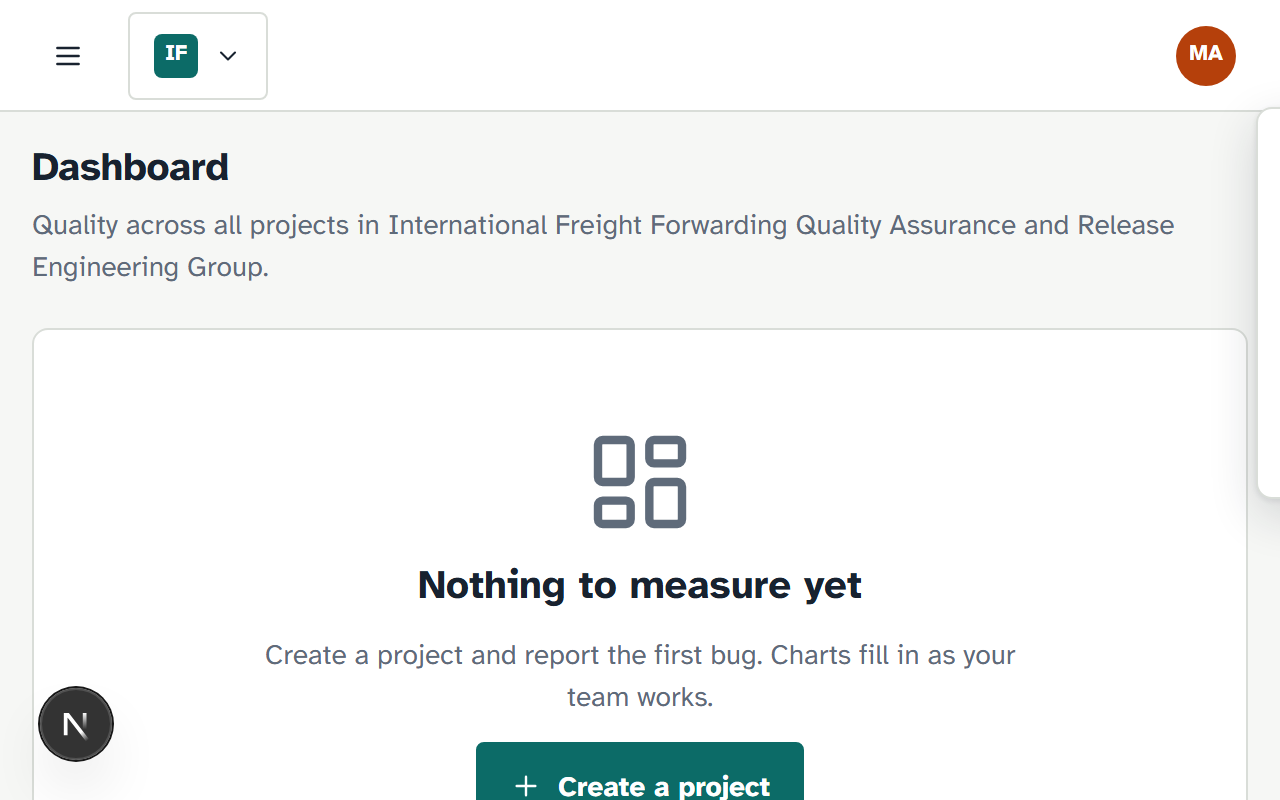 IF
MA
Dashboard
Quality across all projects in International Freight Forwarding Quality Assurance and Release
Engineering Group.
Nothing to measure yet
Create a project and report the first bug. Charts fill in as your
team works.
N
Create a project